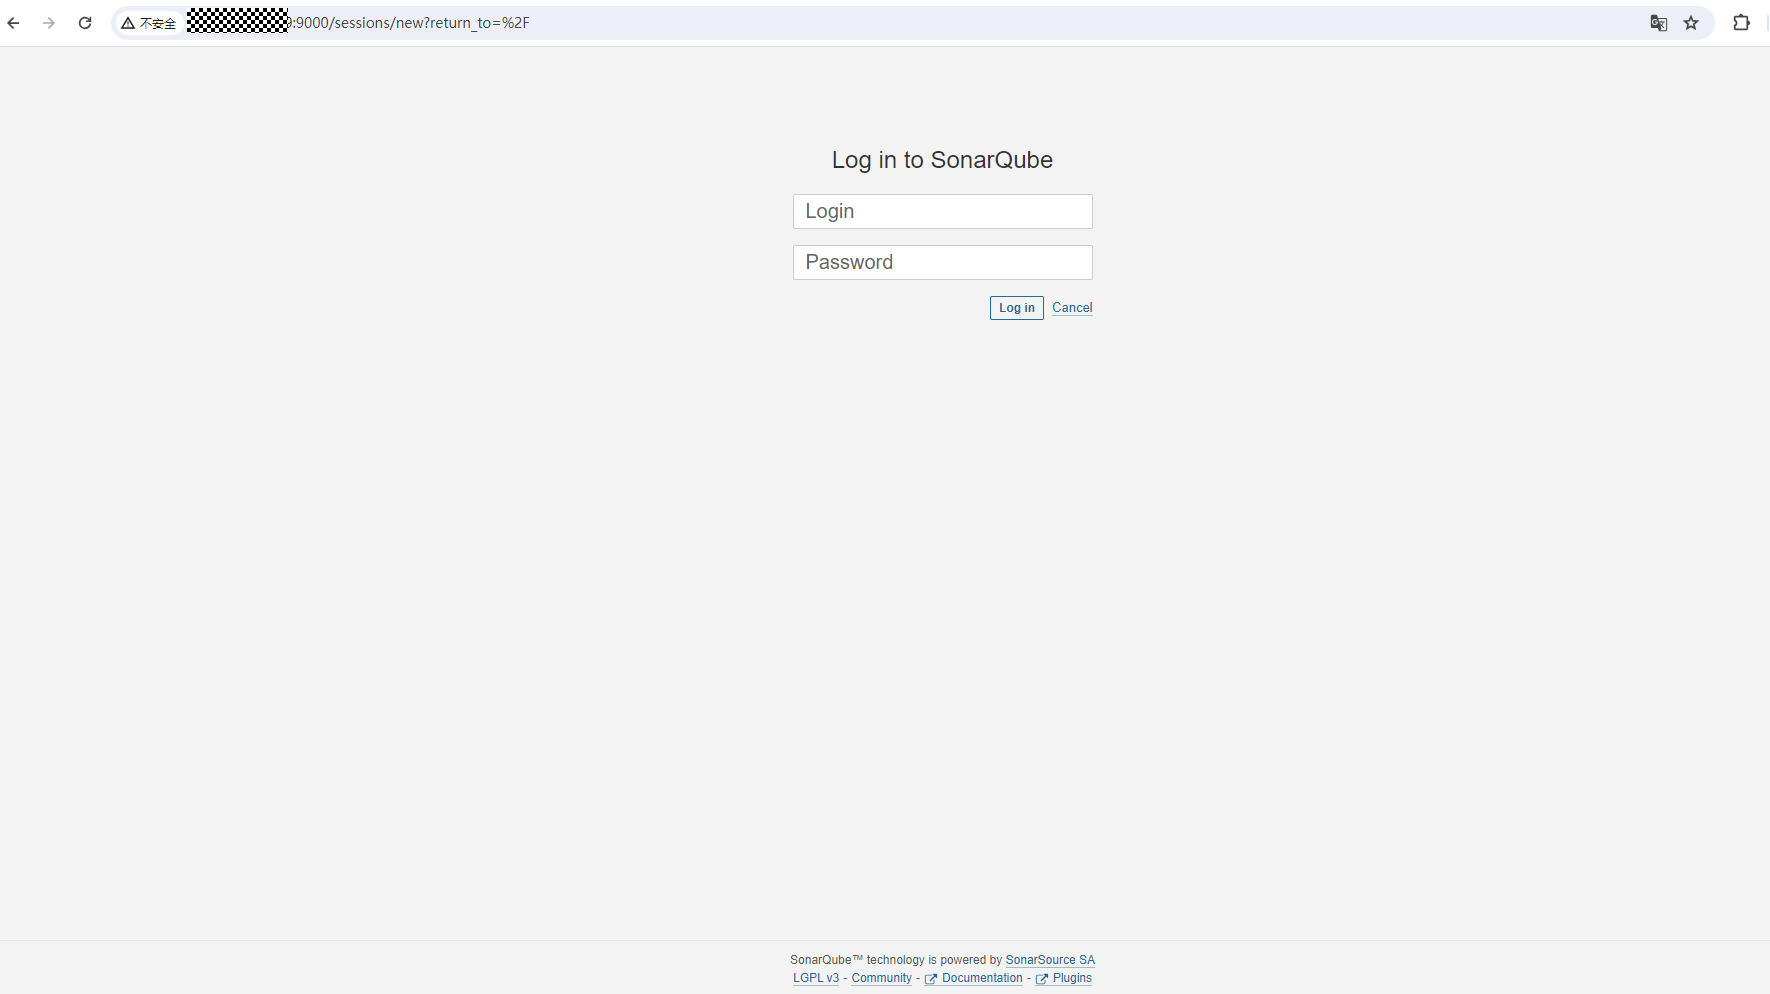 不安全 9:9000/sessions/new?return_to=%2F
Log in to SonarQube
Login
Password
Log in Cancel
SonarQube™ technology is powered by SonarSource SA
LGPL v3 - Community - Documentation - Plugins